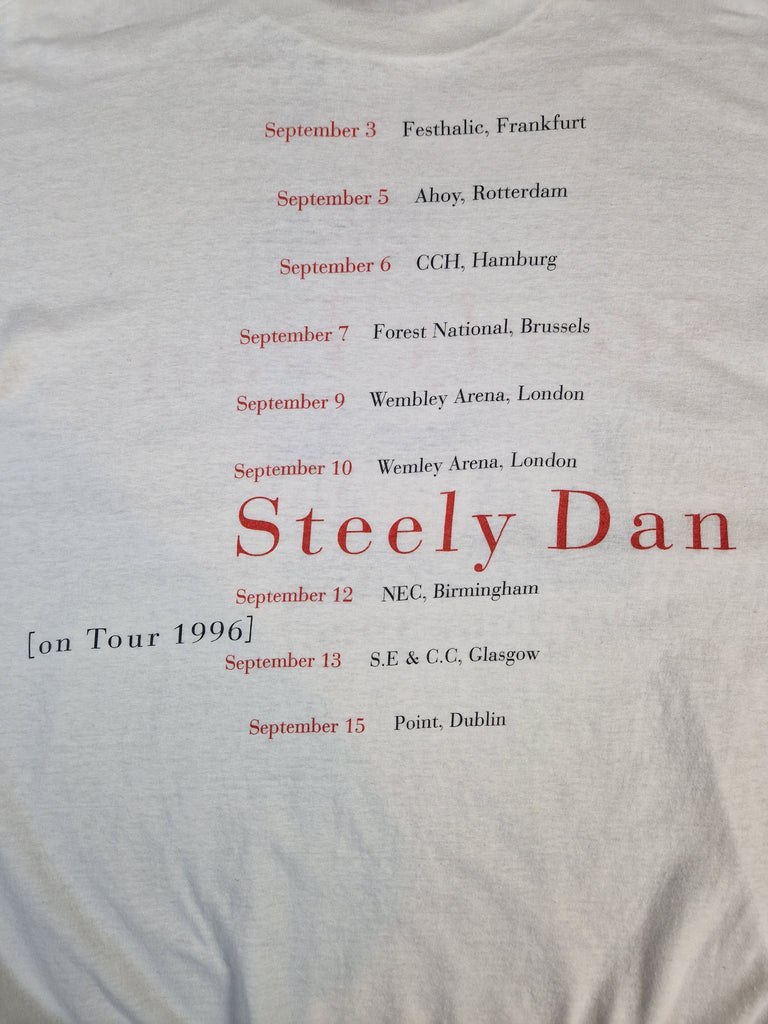 September 3 Festhalic, Frankfurt
September 5 Ahoy, Rotterdam
September 6 CCH, Hamburg
September 7 Forest National, Brussels
September 9 Wembley Arena, London
September 10 Wemley Arena, London
Steely Dan
September 12 NEC, Birmingham
[on Tour 1996]
September 13 S.E & C.C, Glasgow
September 15 Point, Dublin